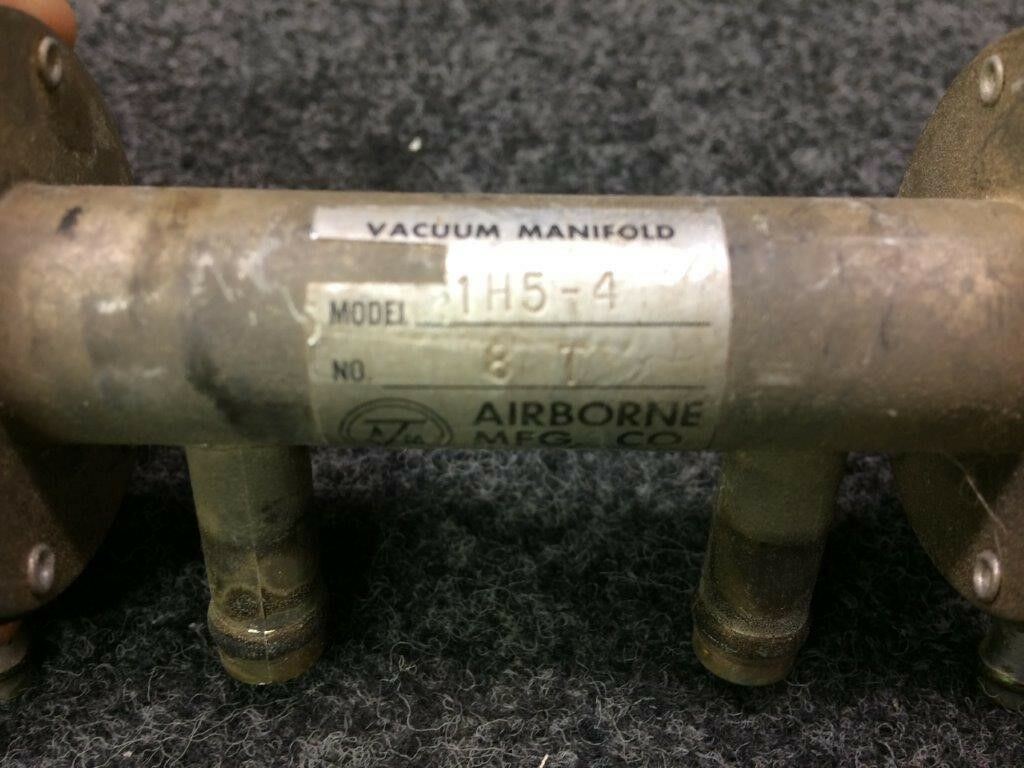 VACUUM MANIFOLD
MODEL 1H5-4
NO. 8 T
AIRBORNE
MFG. CO.